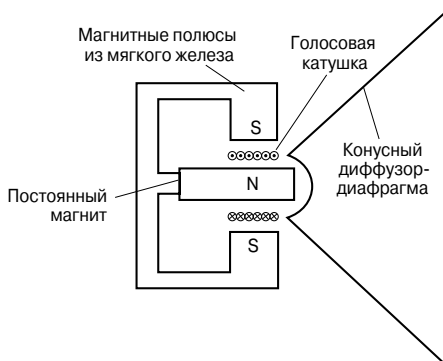 Магнитные полюсы
из мягкого железа
Голосовая
катушка
S
N
S
Конусный
диффузор-
диафрагма
Постоянный
магнит